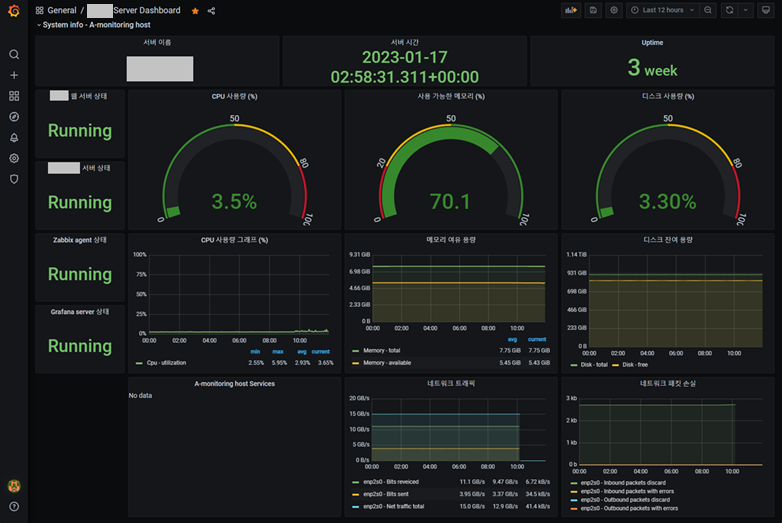 General / Server Dashboard
Last 12 hours
System info - A-monitoring host
서버 이름
서버 시간
2023-01-17
02:58:31.311+00:00
Uptime
3 week
웹 서버 상태
Running
서버 상태
Running
Zabbix agent 상태
Running
Grafana server 상태
Running
CPU 사용량 (%)
0 50 80 100
3.5%
사용 가능한 메모리 (%)
0 20 50 100
70.1
디스크 사용량 (%)
0 50 80 100
3.30%
CPU 사용량 그래프 (%)
100%
75%
50%
25%
0%
00:00 02:00 04:00 06:00 08:00 10:00
min max avg current
Cpu - utilization 2.55% 5.95% 2.93% 3.65%
메모리 여유 용량
9.31 GiB
6.98 GiB
4.66 GiB
2.33 GiB
0 B
00:00 02:00 04:00 06:00 08:00 10:00
avg current
Memory - total 7.75 GiB 7.75 GiB
Memory - available 5.45 GiB 5.43 GiB
디스크 잔여 용량
1.14 TiB
931 GiB
698 GiB
466 GiB
233 GiB
0 B
00:00 02:00 04:00 06:00 08:00 10:00
Disk - total Disk - free
A-monitoring host Services
No data
네트워크 트래픽
20 GB/s
15 GB/s
10 GB/s
5 GB/s
0 B/s
00:00 02:00 04:00 06:00 08:00 10:00
enp2s0 - Bits reveiced 11.1 GB/s 9.47 GB/s 6.72 kB/s
enp2s0 - Bits sent 3.95 GB/s 3.37 GB/s 34.5 kB/s
enp2s0 - Net traffic total 15.0 GB/s 12.9 GB/s 41.4 kB/s
네트워크 패킷 손실
3 kb
2 kb
1 kb
0 b
00:00 02:00 04:00 06:00 08:00 10:00
enp2s0 - Inbound packets discard
enp2s0 - Inbound packets with errors
enp2s0 - Outbound packets discard
enp2s0 - Outbound packets with errors